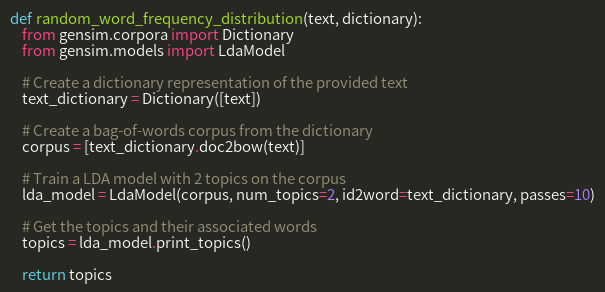 def random_word_frequency_distribution(text, dictionary):
from gensim.corpora import Dictionary
from gensim.models import LdaModel
# Create a dictionary representation of the provided text
text_dictionary = Dictionary([text])
# Create a bag-of-words corpus from the dictionary
corpus = [text_dictionary.doc2bow(text)]
# Train a LDA model with 2 topics on the corpus
lda_model = LdaModel(corpus, num_topics=2, id2word=text_dictionary, passes=10)
# Get the topics and their associated words
topics = lda_model.print_topics()
return topics